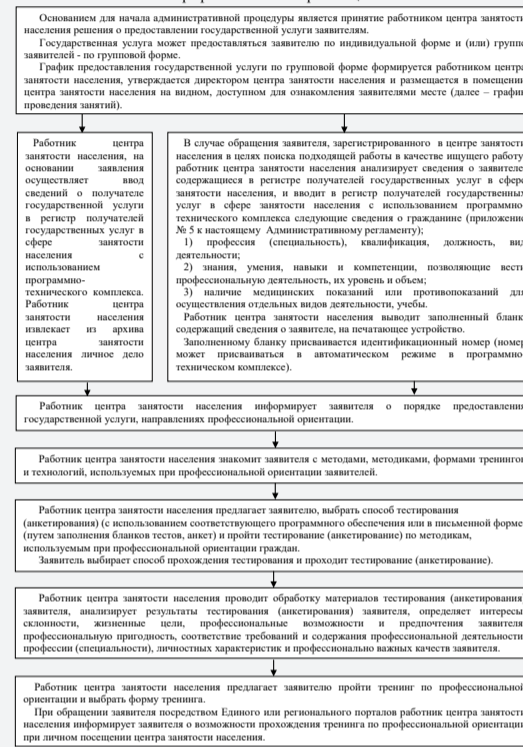 Основанием для начала административной процедуры является принятие работником центра занятости
населения решения о предоставлении государственной услуги заявителям.
Государственная услуга может предоставляться заявителю по индивидуальной форме и (или) группе
заявителей - по групповой форме.
График предоставления государственной услуги по групповой форме формируется работником центра
занятости населения, утверждается директором центра занятости населения и размещается в помещении
центра занятости населения на видном, доступном для ознакомления заявителями месте (далее – график
проведения занятий).
Работник центра
занятости населения, на
основании заявления
осуществляет ввод
сведений о получателе
государственной услуги
в регистр получателей
государственных услуг в
сфере занятости
населения с
использованием
программно-
технического комплекса.
Работник центра
занятости населения
извлекает из архива
центра занятости
населения личное дело
заявителя.
В случае обращения заявителя, зарегистрированного в центре занятости
населения в целях поиска подходящей работы в качестве ищущего работу,
работник центра занятости населения анализирует сведения о заявителе,
содержащиеся в регистре получателей государственных услуг в сфере
занятости населения, и вводит в регистр получателей государственных
услуг в сфере занятости населения с использованием программно-
технического комплекса следующие сведения о гражданине (приложение
№ 5 к настоящему Административному регламенту);
1) профессия (специальность), квалификация, должность, вид
деятельности;
2) знания, умения, навыки и компетенции, позволяющие вести
профессиональную деятельность, их уровень и объем;
3) наличие медицинских показаний или противопоказаний для
осуществления отдельных видов деятельности, учебы.
Работник центра занятости населения выводит заполненный бланк,
содержащий сведения о заявителе, на печатающее устройство.
Заполненному бланку присваивается идентификационный номер (номер
может присваиваться в автоматическом режиме в программно-
техническом комплексе).
Работник центра занятости населения информирует заявителя о порядке предоставления
государственной услуги, направлениях профессиональной ориентации.
Работник центра занятости населения знакомит заявителя с методами, методиками, формами тренингов
и технологий, используемых при профессиональной ориентации заявителей.
Работник центра занятости населения предлагает заявителю, выбрать способ тестирования
(анкетирования) (с использованием соответствующего программного обеспечения или в письменной форме
(путем заполнения бланков тестов, анкет) и пройти тестирование (анкетирование) по методикам,
используемым при профессиональной ориентации граждан.
Заявитель выбирает способ прохождения тестирования и проходит тестирование (анкетирование).
Работник центра занятости населения проводит обработку материалов тестирования (анкетирования)
заявителя, анализирует результаты тестирования (анкетирования) заявителя, определяет интересы,
склонности, жизненные цели, профессиональные возможности и предпочтения заявителя,
профессиональную пригодность, соответствие требований и содержания профессиональной деятельности,
профессии (специальности), личностных характеристик и профессионально важных качеств заявителя.
Работник центра занятости населения предлагает заявителю пройти тренинг по профессиональной
ориентации и выбрать форму тренинга.
При обращении заявителя посредством Единого или регионального порталов работник центра занятости
населения информирует заявителя о возможности прохождения тренинга по профессиональной ориентации
при личном посещении центра занятости населения.